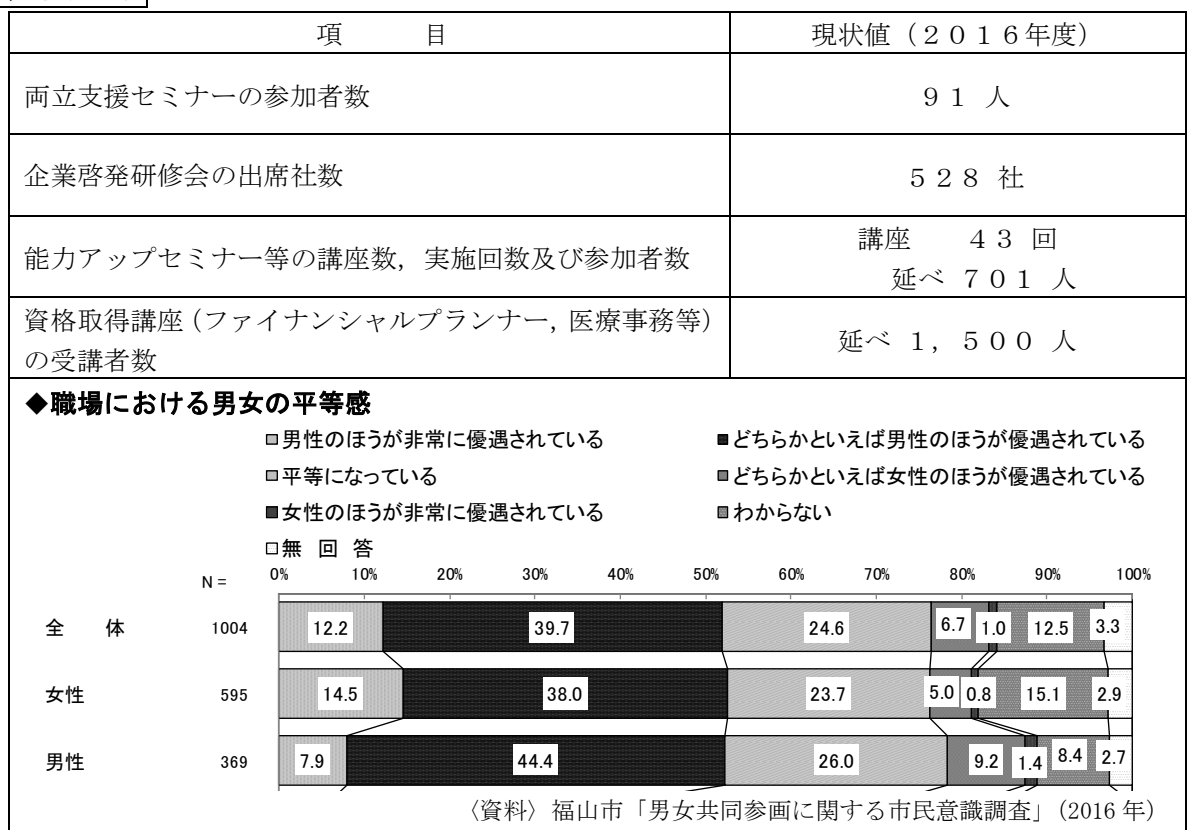 項　　　目
現状値（２０１６年度）
両立支援セミナーの参加者数
９１ 人
企業啓発研修会の出席社数
５２８ 社
能力アップセミナー等の講座数，実施回数及び参加者数
講座　　４３ 回
延べ ７０１ 人
資格取得講座（ファイナンシャルプランナー，医療事務等）
の受講者数
延べ １，５００ 人
◆職場における男女の平等感
男性のほうが非常に優遇されている
どちらかといえば男性のほうが優遇されている
平等になっている
どちらかといえば女性のほうが優遇されている
女性のほうが非常に優遇されている
わからない
無 回 答
N =
0% 10% 20% 30% 40% 50% 60% 70% 80% 90% 100%
全　体 1004 12.2 39.7 24.6 6.7 1.0 12.5 3.3
女性 595 14.5 38.0 23.7 5.0 0.8 15.1 2.9
男性 369 7.9 44.4 26.0 9.2 1.4 8.4 2.7
〈資料〉福山市「男女共同参画に関する市民意識調査」（2016 年）